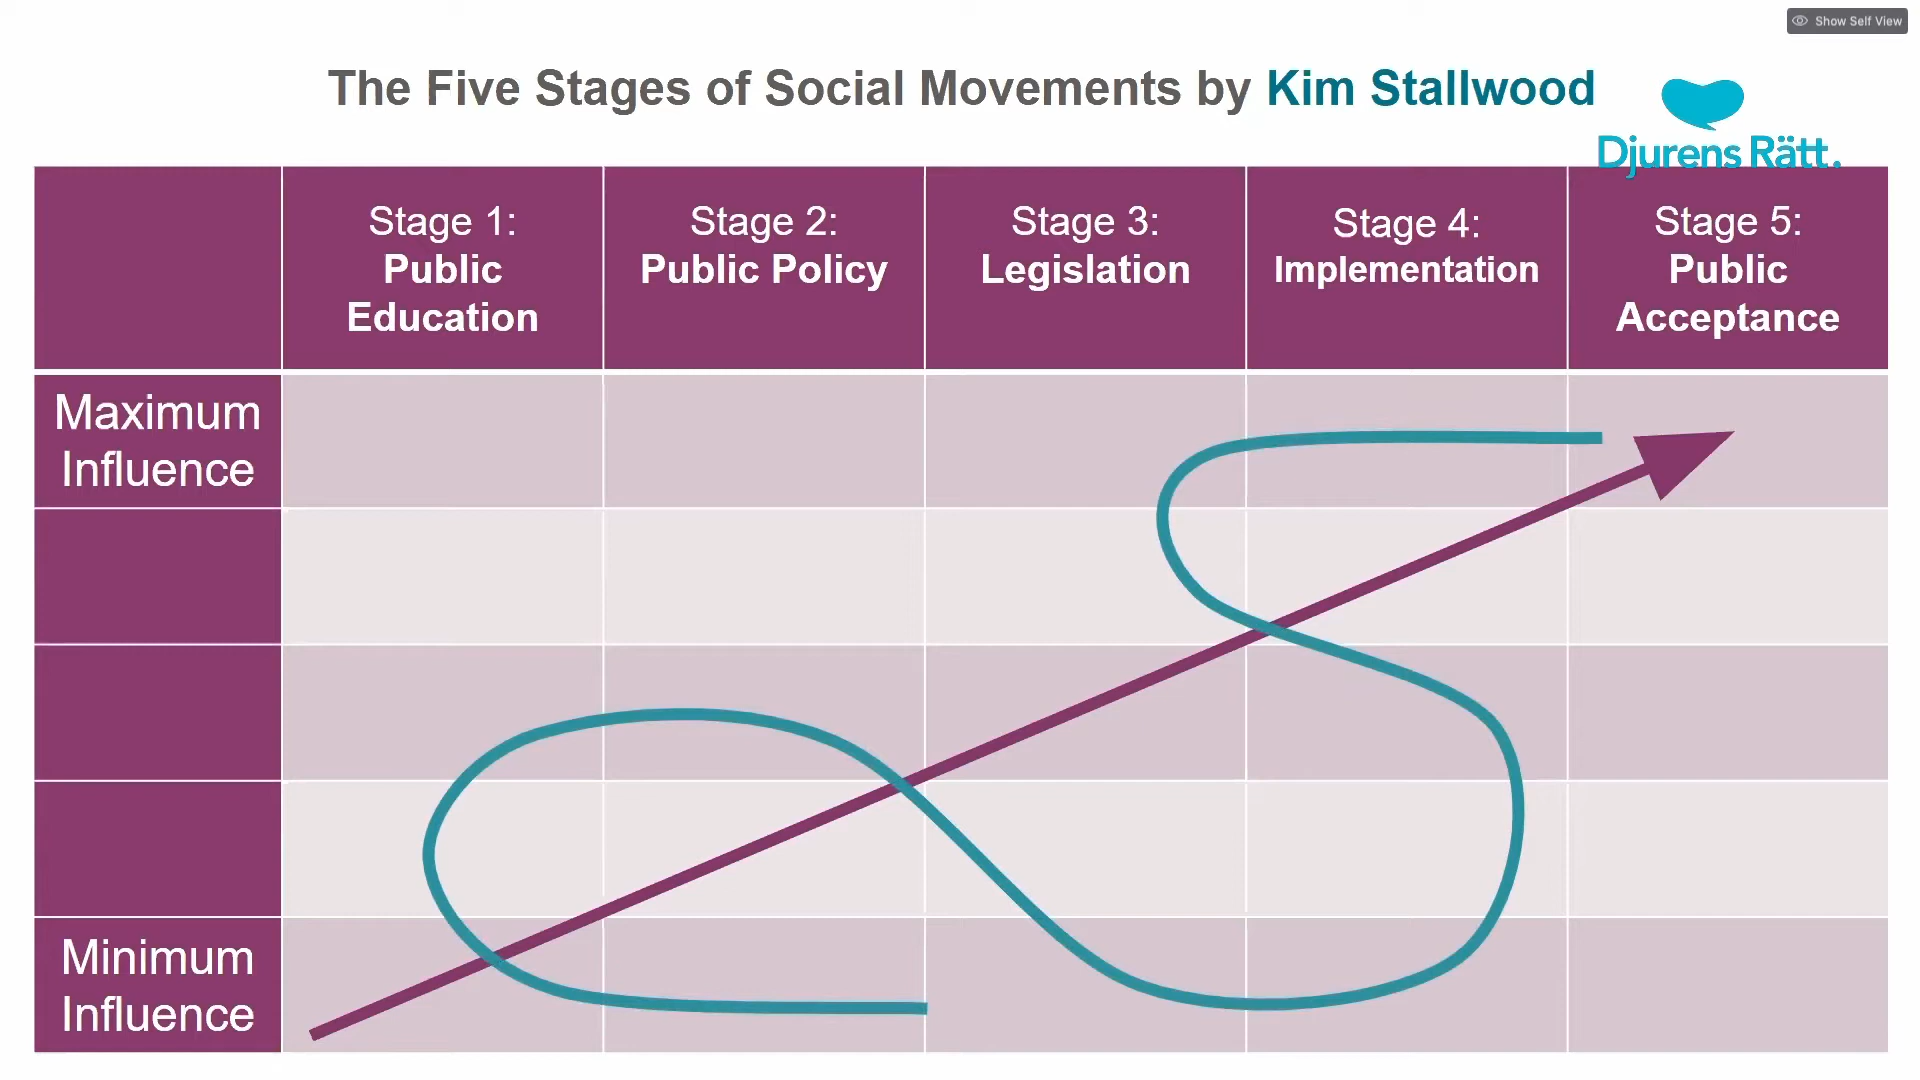 Show Self View
The Five Stages of Social Movements by Kim Stallwood
Djurens Rätt.
Stage 1:
Public
Education
Stage 2:
Public Policy
Stage 3:
Legislation
Stage 4:
Implementation
Stage 5:
Public
Acceptance
Maximum
Influence
Minimum
Influence